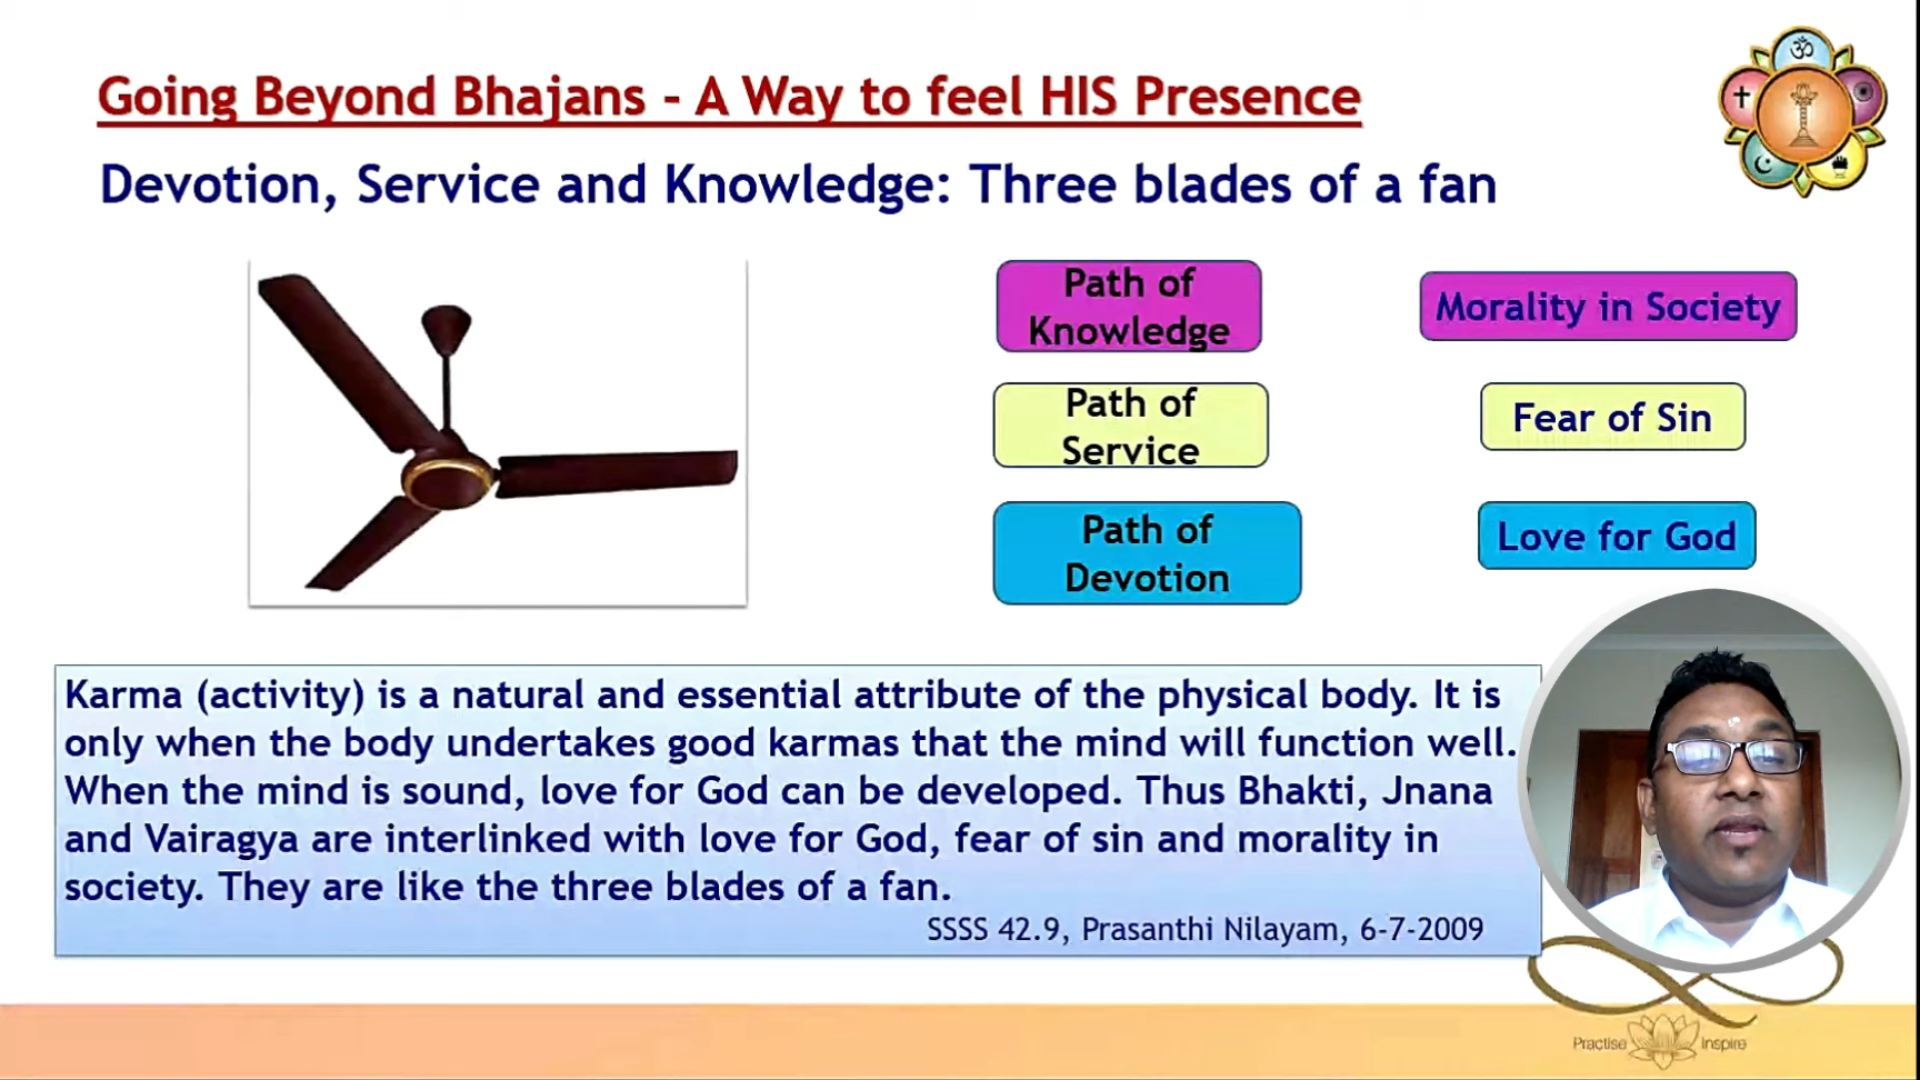 Going Beyond Bhajans - A Way to feel HIS Presence
Devotion, Service and Knowledge: Three blades of a fan
Path of
Knowledge
Morality in Society
Path of
Service
Fear of Sin
Path of
Devotion
Love for God
Karma (activity) is a natural and essential attribute of the physical body. It is
only when the body undertakes good karmas that the mind will function well.
When the mind is sound, love for God can be developed. Thus Bhakti, Jnana
and Vairagya are interlinked with love for God, fear of sin and morality in
society. They are like the three blades of a fan.
SSSS 42.9, Prasanthi Nilayam, 6-7-2009
Practise Inspire